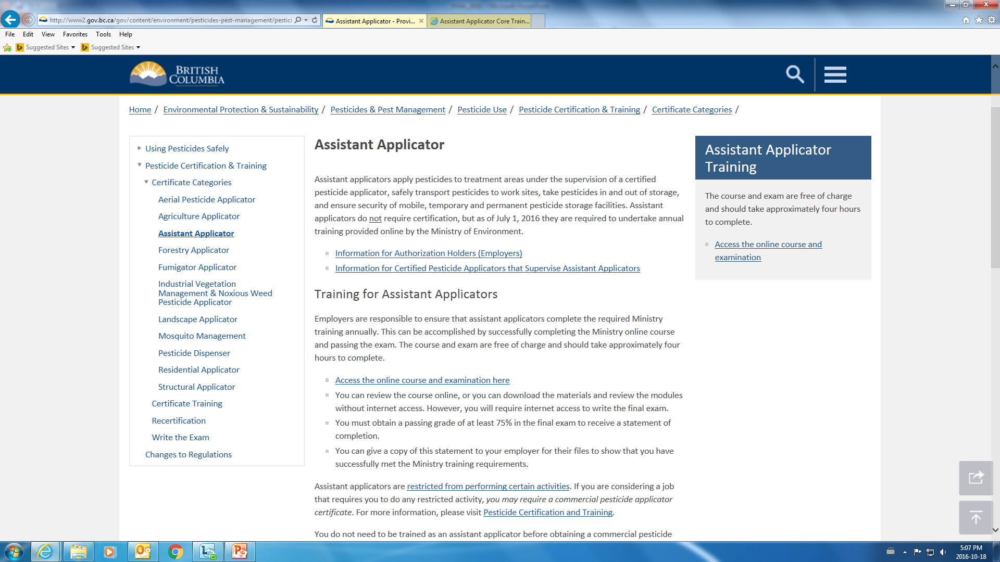 http://www2.gov.bc.ca/gov/content/environment/pesticides-pest-management/pestici
Assistant Applicator - Provi...
Assistant Applicator Core Train...
File Edit View Favorites Tools Help
Suggested Sites Suggested Sites
BRITISH
COLUMBIA
Home / Environmental Protection & Sustainability / Pesticides & Pest Management / Pesticide Use / Pesticide Certification & Training / Certificate Categories /
Using Pesticides Safely
Pesticide Certification & Training
Certificate Categories
Aerial Pesticide Applicator
Agriculture Applicator
Assistant Applicator
Forestry Applicator
Fumigator Applicator
Industrial Vegetation
Management & Noxious Weed
Pesticide Applicator
Landscape Applicator
Mosquito Management
Pesticide Dispenser
Residential Applicator
Structural Applicator
Certificate Training
Recertification
Write the Exam
Changes to Regulations
Assistant Applicator
Assistant applicators apply pesticides to treatment areas under the supervision of a certified
pesticide applicator, safely transport pesticides to work sites, take pesticides in and out of storage,
and ensure security of mobile, temporary and permanent pesticide storage facilities. Assistant
applicators do not require certification, but as of July 1, 2016 they are required to undertake annual
training provided online by the Ministry of Environment.
Information for Authorization Holders (Employers)
Information for Certified Pesticide Applicators that Supervise Assistant Applicators
Training for Assistant Applicators
Employers are responsible to ensure that assistant applicators complete the required Ministry
training annually. This can be accomplished by successfully completing the Ministry online course
and passing the exam. The course and exam are free of charge and should take approximately four
hours to complete.
Access the online course and examination here
You can review the course online, or you can download the materials and review the modules
without internet access. However, you will require internet access to write the final exam.
You must obtain a passing grade of at least 75% in the final exam to receive a statement of
completion.
You can give a copy of this statement to your employer for their files to show that you have
successfully met the Ministry training requirements.
Assistant applicators are restricted from performing certain activities. If you are considering a job
that requires you to do any restricted activity, you may require a commercial pesticide applicator
certificate. For more information, please visit Pesticide Certification and Training.
You do not need to be trained as an assistant applicator before obtaining a commercial pesticide
Assistant Applicator
Training
The course and exam are free of charge
and should take approximately four hours
to complete.
Access the online course and
examination
5:07 PM
2016-10-18